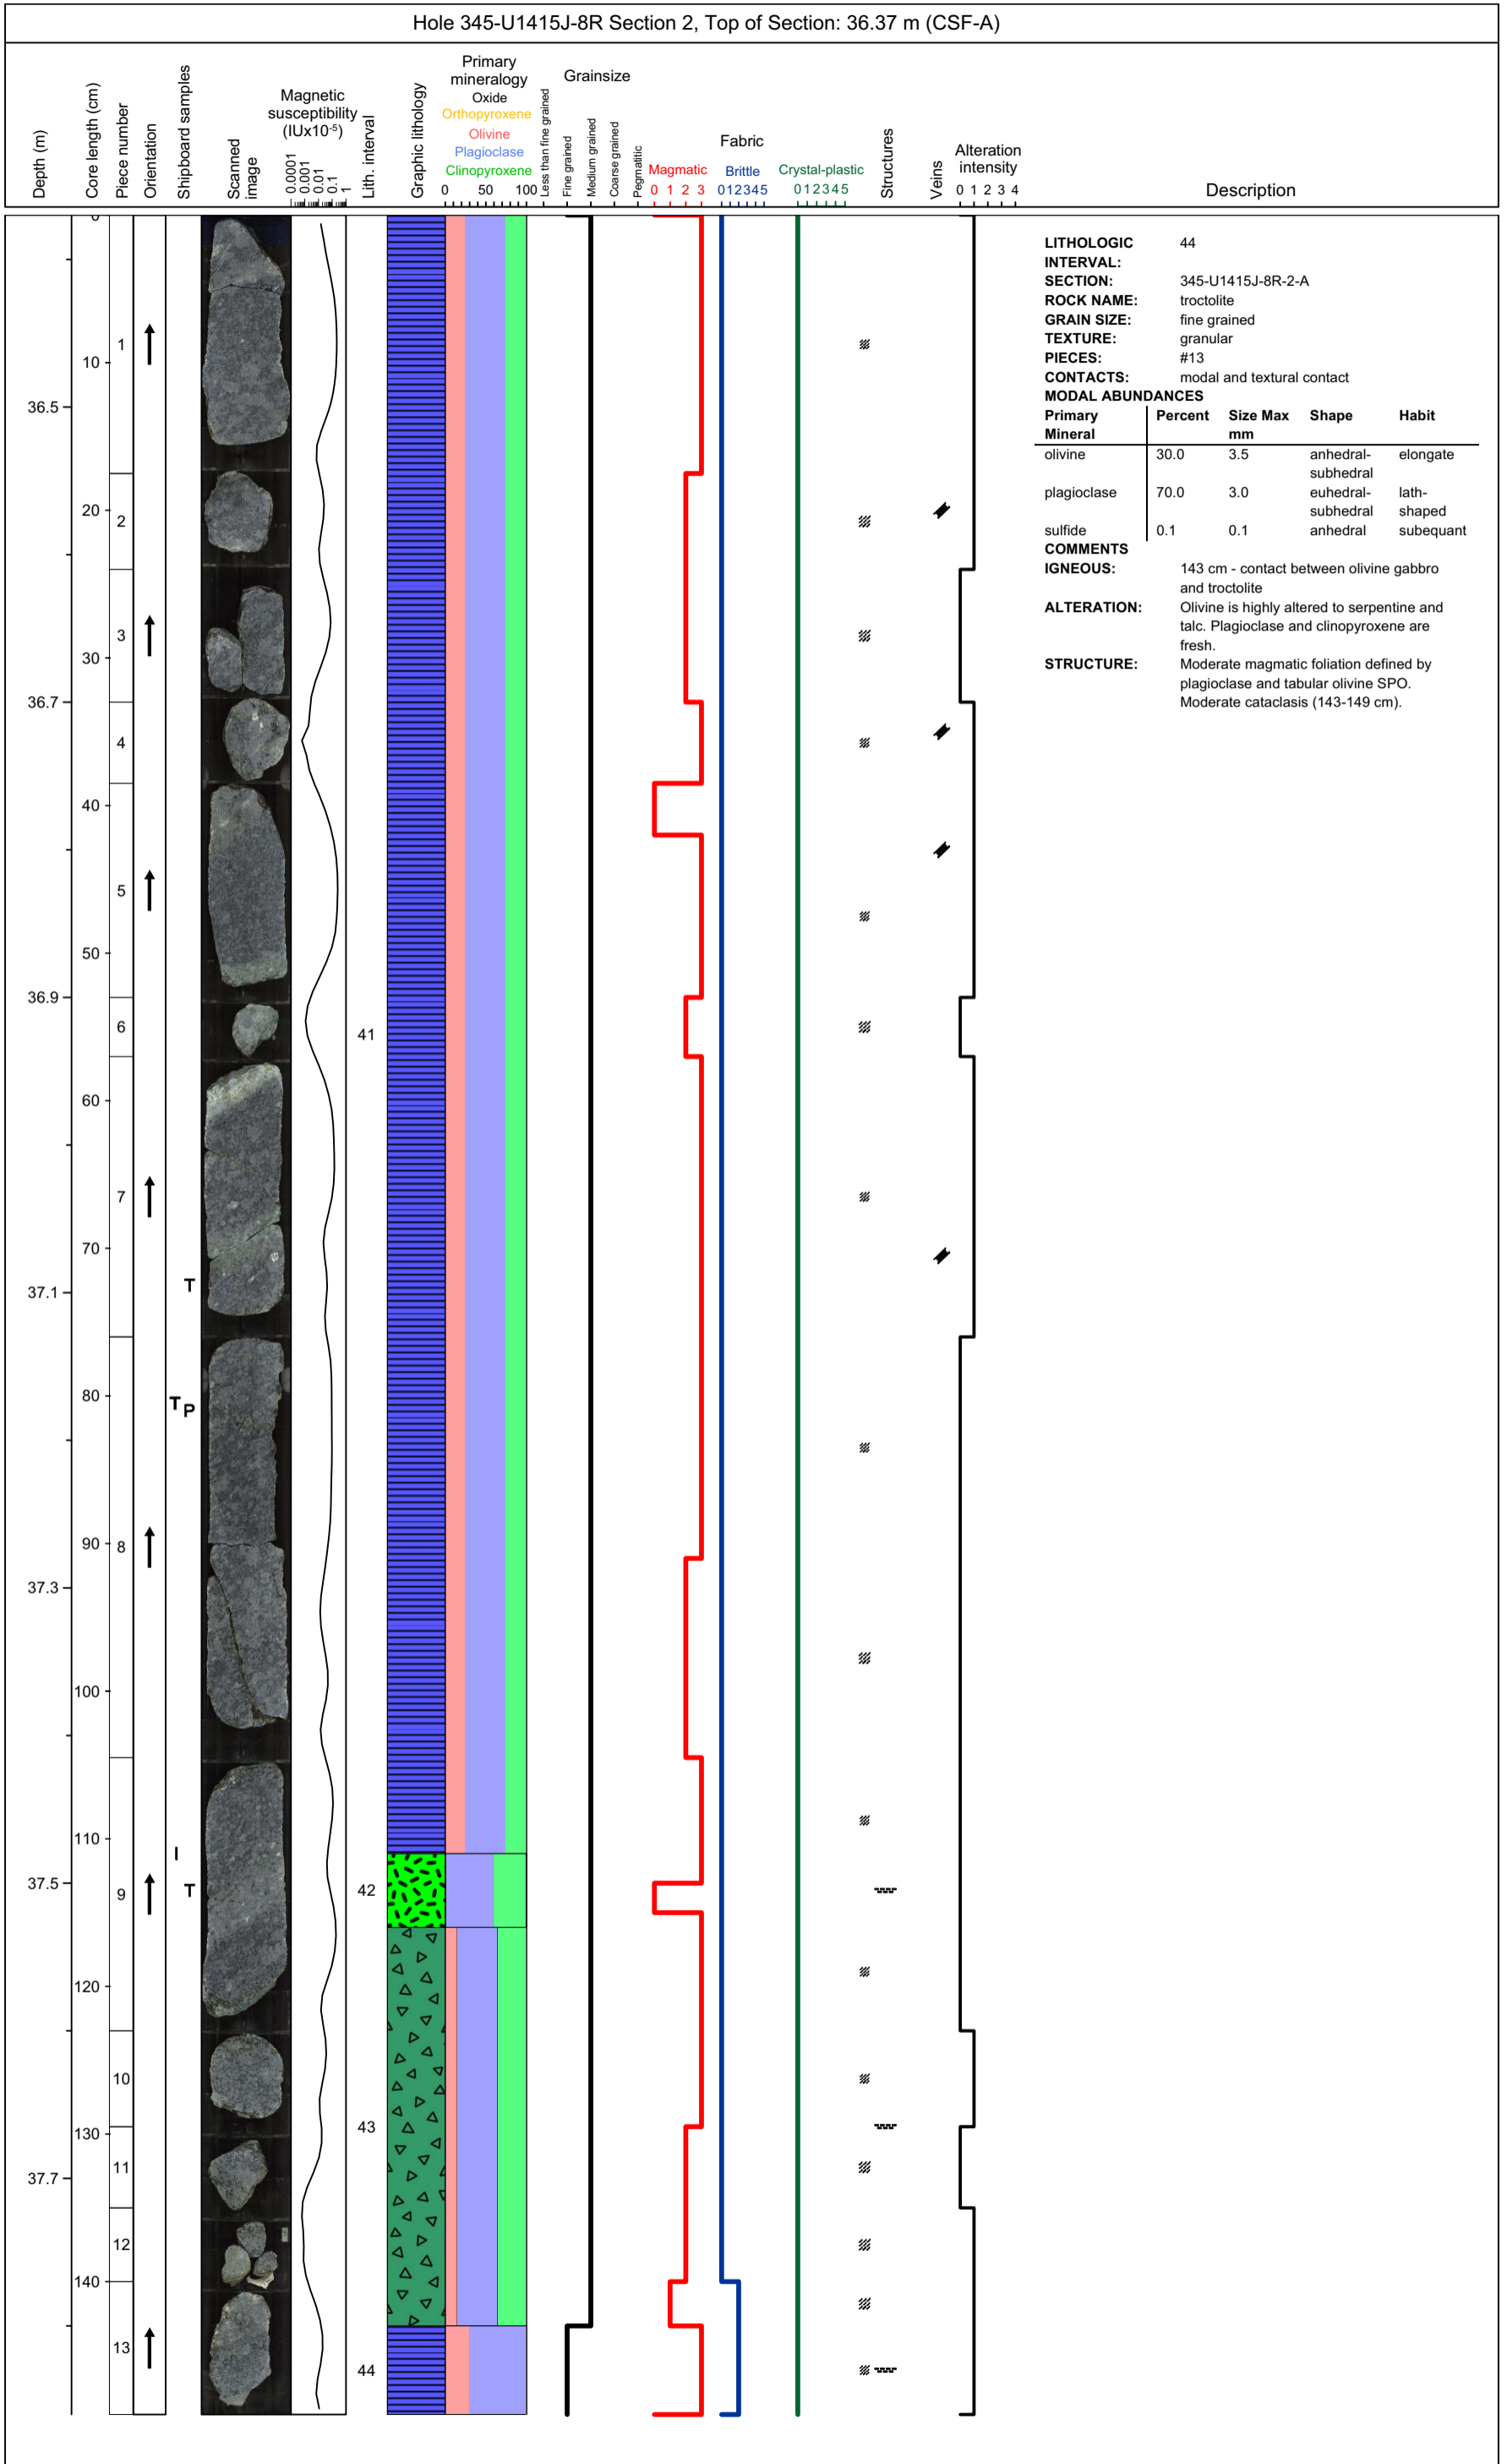 Hole 345-U1415J-8R Section 2, Top of Section: 36.37 m (CSF-A)
Depth (m)
Core length (cm)
Piece number
Orientation
Shipboard samples
Scanned
image
Magnetic
susceptibility
(IUx10-5)
0.0001
0.001
0.01
0.1
1
Lith. interval
Graphic lithology
Primary
mineralogy
Oxide
Orthopyroxene
Olivine
Plagioclase
Clinopyroxene
0 50 100
Grainsize
Less than fine grained
Fine grained
Medium grained
Coarse grained
Pegmatitic
Fabric
Magmatic
0 1 2 3
Brittle
012345
Crystal-plastic
012345
Structures
Veins
Alteration
intensity
0 1 2 3 4
Description
0
1
10
36.5
20
2
3
30
36.7
4
40
5
50
36.9
6
41
60
7
70
T
37.1
80
T P
90
8
37.3
100
110
I
37.5
9
T
42
120
10
130
43
11
37.7
12
140
13
44
LITHOLOGIC 44
INTERVAL:
SECTION: 345-U1415J-8R-2-A
ROCK NAME: troctolite
GRAIN SIZE: fine grained
TEXTURE: granular
PIECES: #13
CONTACTS: modal and textural contact
MODAL ABUNDANCES
Primary Percent Size Max Shape Habit
Mineral mm
olivine 30.0 3.5 anhedral- elongate
subhedral
plagioclase 70.0 3.0 euhedral- lath-
subhedral shaped
sulfide 0.1 0.1 anhedral subequant
COMMENTS
IGNEOUS: 143 cm - contact between olivine gabbro
and troctolite
ALTERATION: Olivine is highly altered to serpentine and
talc. Plagioclase and clinopyroxene are
fresh.
STRUCTURE: Moderate magmatic foliation defined by
plagioclase and tabular olivine SPO.
Moderate cataclasis (143-149 cm).